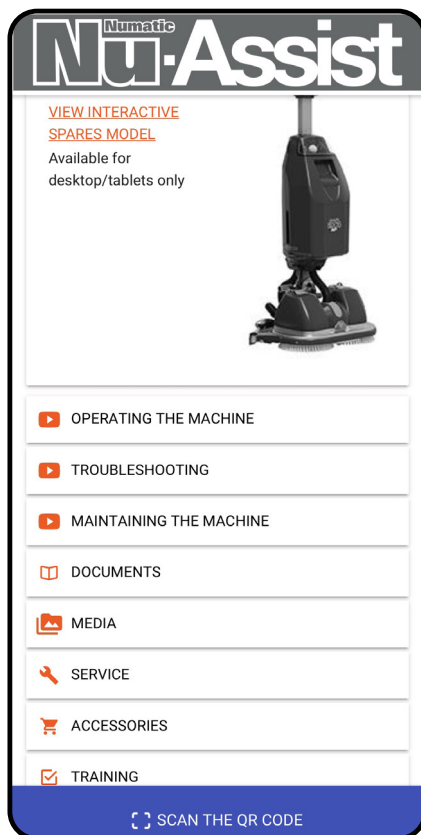 Numatic
Nu-Assist
VIEW INTERACTIVE
SPARES MODEL
Available for
desktop/tablets only
OPERATING THE MACHINE
TROUBLESHOOTING
MAINTAINING THE MACHINE
DOCUMENTS
MEDIA
SERVICE
ACCESSORIES
TRAINING
SCAN THE QR CODE